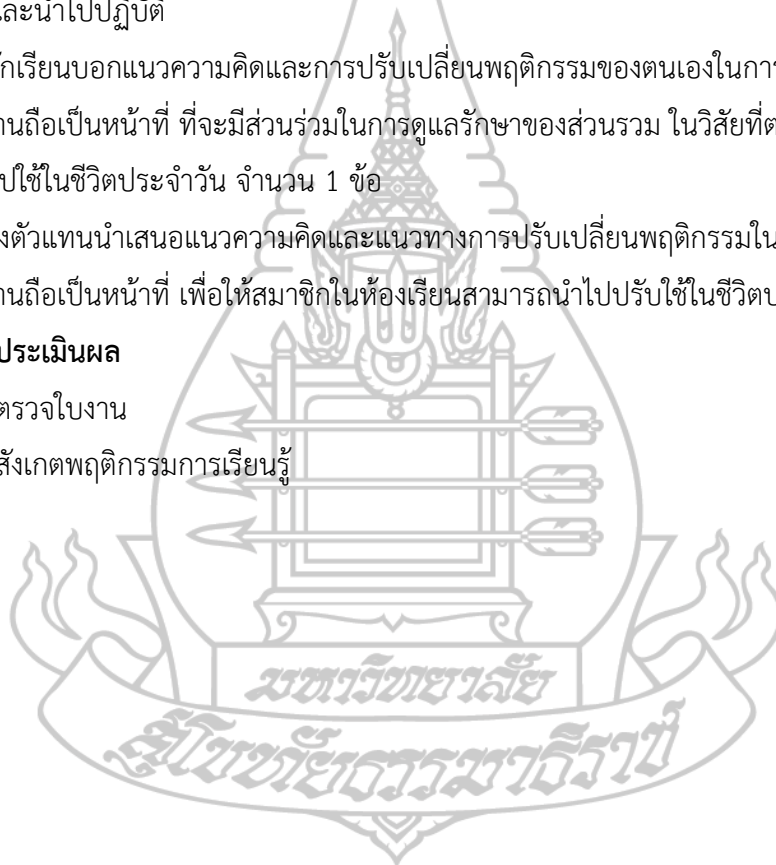 และนำไปปฏิบัติ
ักเรียนบอกแนวความคิดและการปรับเปลี่ยนพฤติกรรมของตนเองในการ
านถือเป็นหน้าที่ ที่จะมีส่วนร่วมในการดูแลรักษาของส่วนรวม ในวิสัยที่ต
ปใช้ในชีวิตประจำวัน จำนวน 1 ข้อ
งตัวแทนนำเสนอแนวความคิดและแนวทางการปรับเปลี่ยนพฤติกรรมใน
านถือเป็นหน้าที่ เพื่อให้สมาชิกในห้องเรียนสามารถนำไปปรับใช้ในชีวิตป
ประเมินผล
ตรวจใบงาน
สังเกตพฤติกรรมการเรียนรู้
มหาวิทยาลัย
สุโขทัยธรรมาธิราช